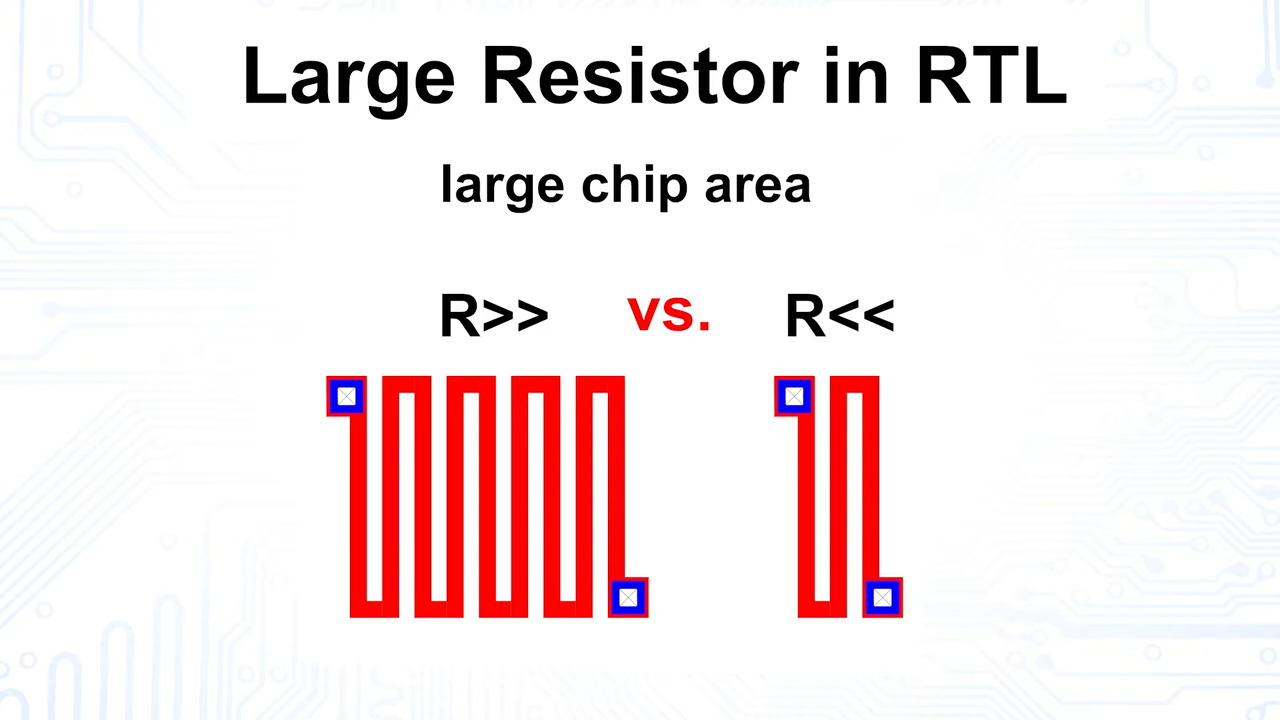 Large Resistor in RTL
large chip area
R>> vs. R<<